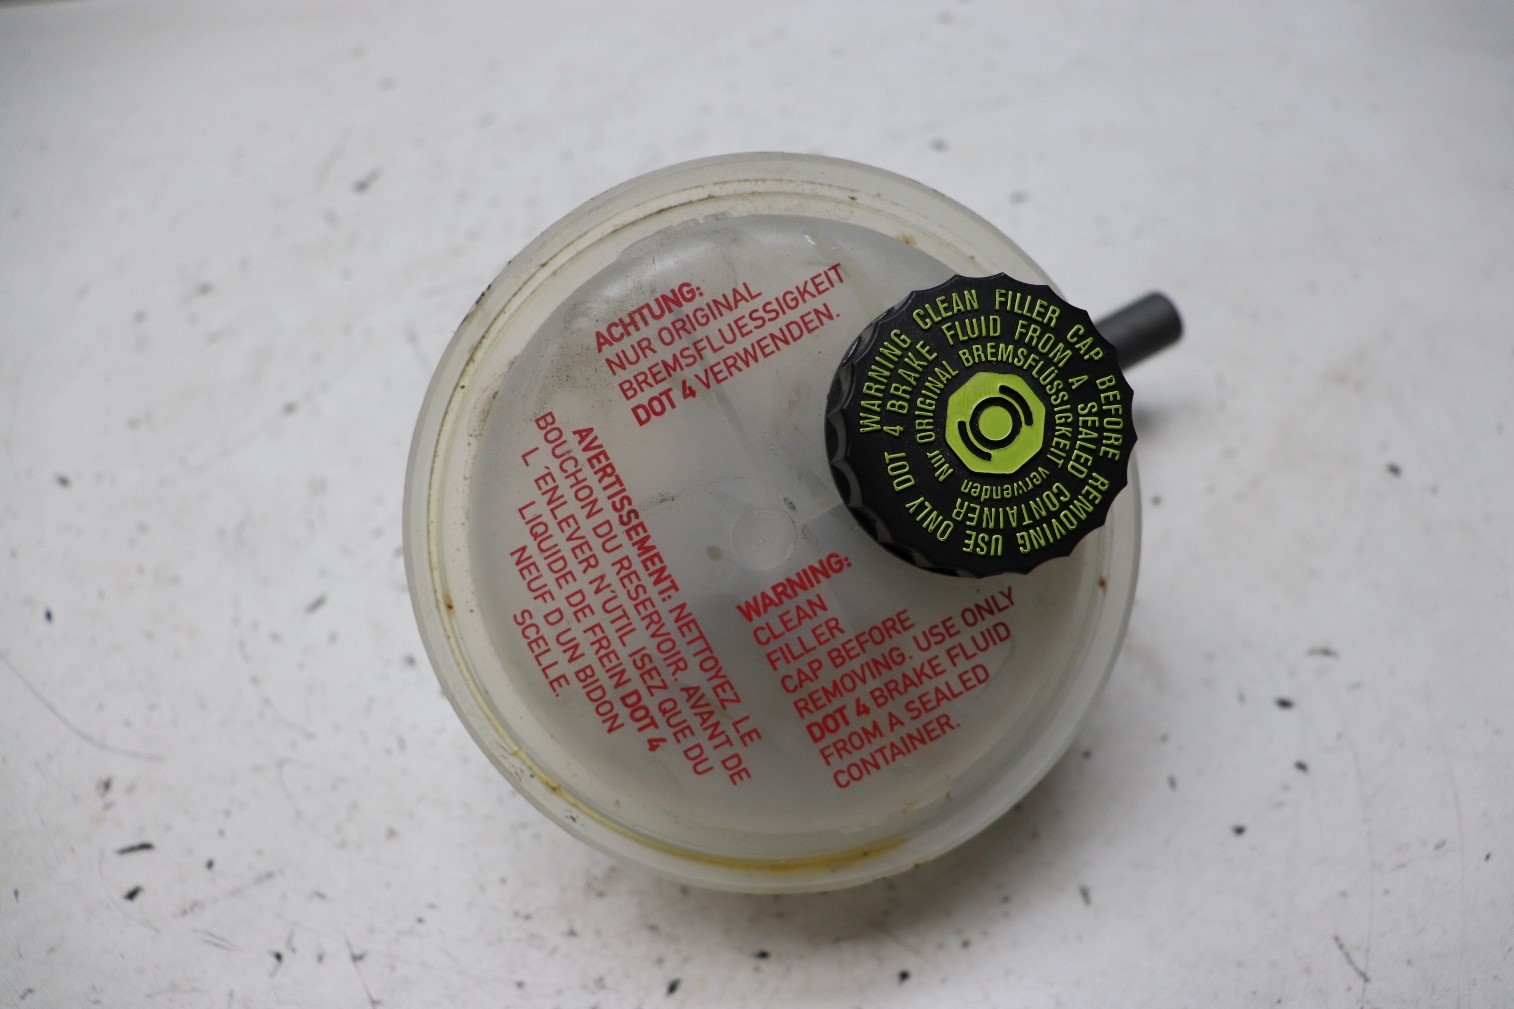 ACHTUNG:
NUR ORIGINAL
BREMSFLUESSIGKEIT
DOT 4 VERWENDEN.
WARNING CLEAN FILLER CAP BEFORE REMOVING USE ONLY DOT
4 BRAKE FLUID FROM A SEALED CONTAINER
Nur ORIGINAL BREMSFLÜSSIGKEIT verwenden
AVERTISSEMENT: NETTOYEZ LE
BOUCHON DU RESERVOIR. AVANT DE
L 'ENLEVER N'UTIL ISEZ QUE DU
LIQUIDE DE FREIN DOT 4
NEUF D UN BIDON
SCELLE.
WARNING:
CLEAN
FILLER
CAP BEFORE
REMOVING. USE ONLY
DOT 4 BRAKE FLUID
FROM A SEALED
CONTAINER.